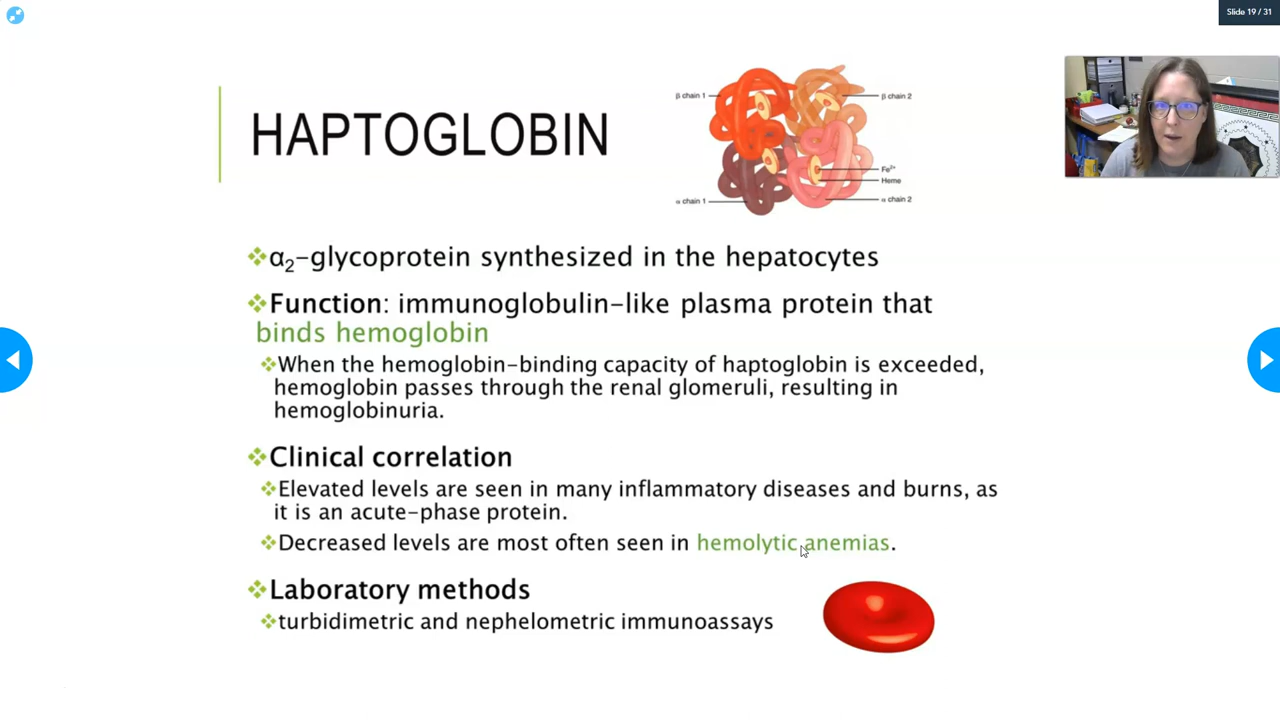 Slide 19 / 31
HAPTOGLOBIN
β chain 1
β chain 2
Fe²⁺
Heme
α chain 1
α chain 2
❖α₂-glycoprotein synthesized in the hepatocytes
❖Function: immunoglobulin-like plasma protein that
binds hemoglobin
❖When the hemoglobin-binding capacity of haptoglobin is exceeded,
hemoglobin passes through the renal glomeruli, resulting in
hemoglobinuria.
❖Clinical correlation
❖Elevated levels are seen in many inflammatory diseases and burns, as
it is an acute-phase protein.
❖Decreased levels are most often seen in hemolytic anemias.
❖Laboratory methods
❖turbidimetric and nephelometric immunoassays